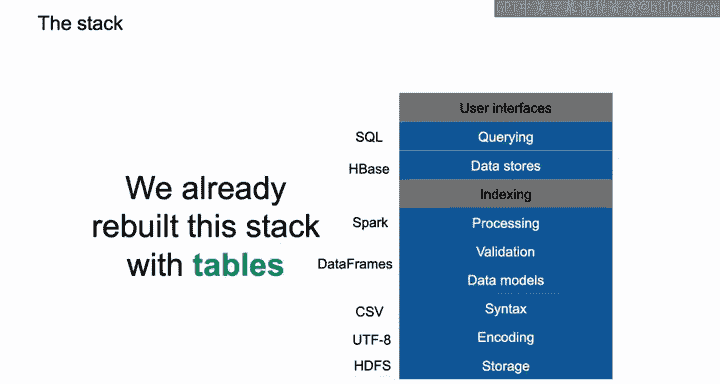 The stack
User interfaces
SQL
Querying
HBase
Data stores
Indexing
We already
rebuilt this stack
with tables
Spark
Processing
Validation
DataFrames
Data models
CSV
Syntax
UTF-8
Encoding
HDFS
Storage